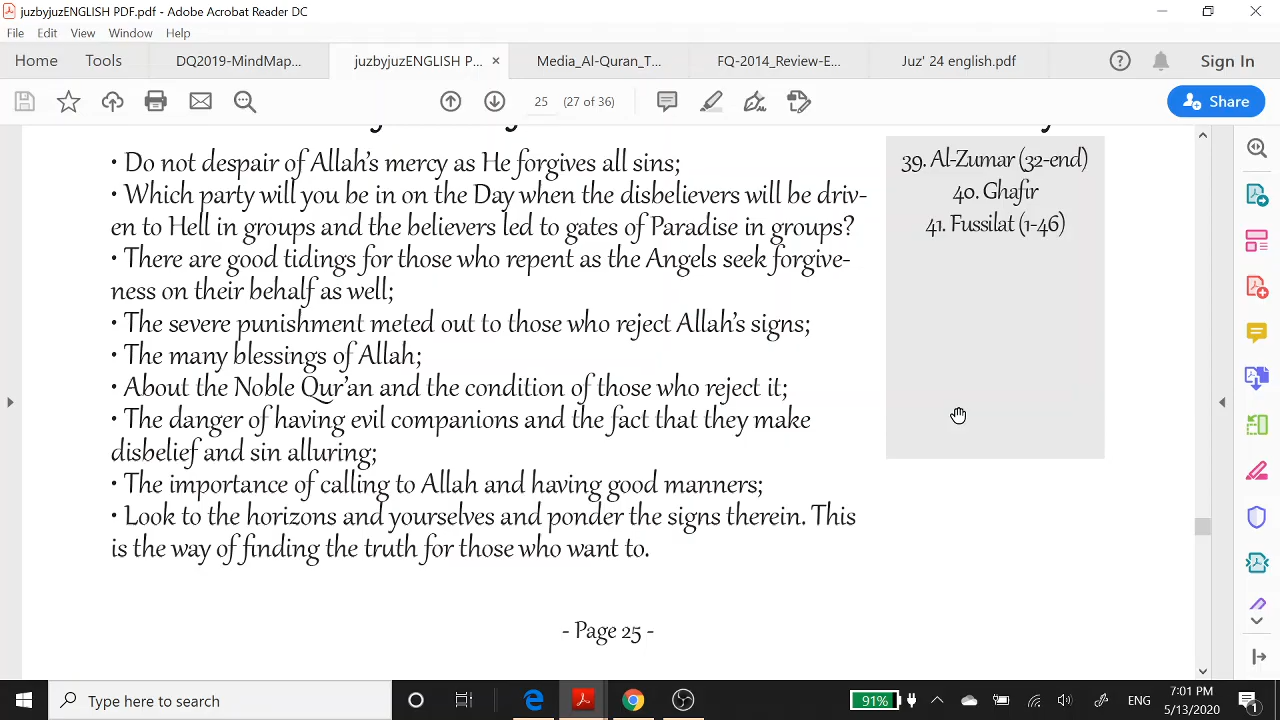 juzbyjuzENGLISH PDF.pdf - Adobe Acrobat Reader DC
File Edit View Window Help
Home Tools DQ2019-MindMap... juzbyjuzENGLISH P... × Media_Al-Quran_T... FQ-2014_Review-E... Juz' 24 english.pdf Sign In
25 (27 of 36) Share
• Do not despair of Allah's mercy as He forgives all sins;
• Which party will you be in on the Day when the disbelievers will be driv-
en to Hell in groups and the believers led to gates of Paradise in groups?
• There are good tidings for those who repent as the Angels seek forgive-
ness on their behalf as well;
• The severe punishment meted out to those who reject Allah's signs;
• The many blessings of Allah;
• About the Noble Qur'an and the condition of those who reject it;
• The danger of having evil companions and the fact that they make
disbelief and sin alluring;
• The importance of calling to Allah and having good manners;
• Look to the horizons and yourselves and ponder the signs therein. This
is the way of finding the truth for those who want to.
39. Al-Zumar (32-end)
40. Ghafir
41. Fussilat (1-46)
- Page 25 -
Type here to search
91%
ENG
7:01 PM
5/13/2020
1